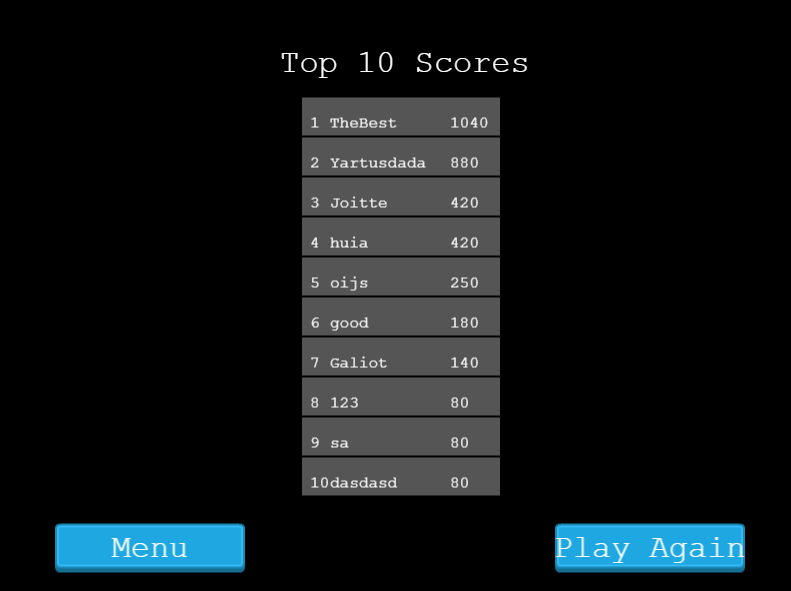 Top 10 Scores
1 TheBest 1040
2 Yartusdada 880
3 Joitte 420
4 huia 420
5 oijs 250
6 good 180
7 Galiot 140
8 123 80
9 sa 80
10dasdasd 80
Menu Play Again